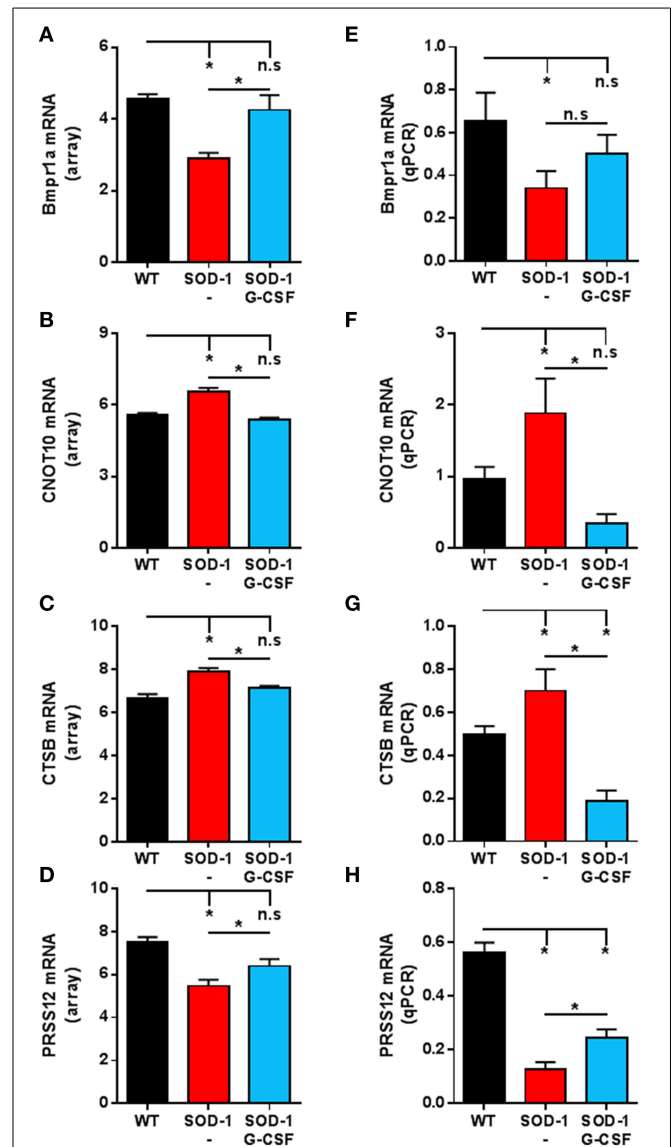 A
Bmpr1a mRNA
(array)
6
4
2
0
*
n.s
*
WT
SOD-1
-
SOD-1
G-CSF
E
Bmpr1a mRNA
(qPCR)
1.0
0.8
0.6
0.4
0.2
0.0
*
n.s
n.s
WT
SOD-1
-
SOD-1
G-CSF
B
CNOT10 mRNA
(array)
9
6
3
0
*
n.s
*
WT
SOD-1
-
SOD-1
G-CSF
F
CNOT10 mRNA
(qPCR)
3
2
1
0
*
n.s
*
WT
SOD-1
-
SOD-1
G-CSF
C
CTSB mRNA
(array)
10
8
6
4
2
0
*
n.s
*
WT
SOD-1
-
SOD-1
G-CSF
G
CTSB mRNA
(qPCR)
1.0
0.8
0.6
0.4
0.2
0.0
*
*
*
WT
SOD-1
-
SOD-1
G-CSF
D
PRSS12 mRNA
(array)
10
8
6
4
2
0
*
n.s
*
WT
SOD-1
-
SOD-1
G-CSF
H
PRSS12 mRNA
(qPCR)
0.8
0.6
0.4
0.2
0.0
*
*
*
WT
SOD-1
-
SOD-1
G-CSF